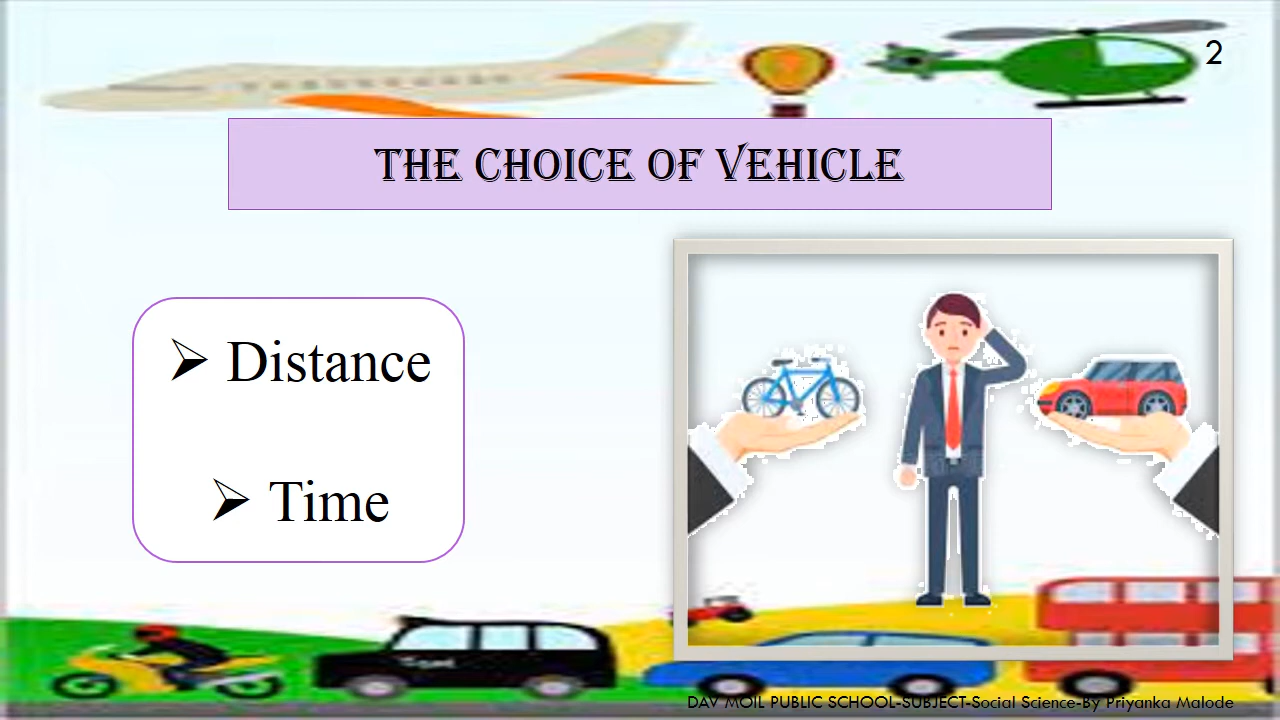 2
THE CHOICE OF VEHICLE
➢ Distance
➢ Time
DAV MOIL PUBLIC SCHOOL-SUBJECT-Social Science-By Priyanka Malode